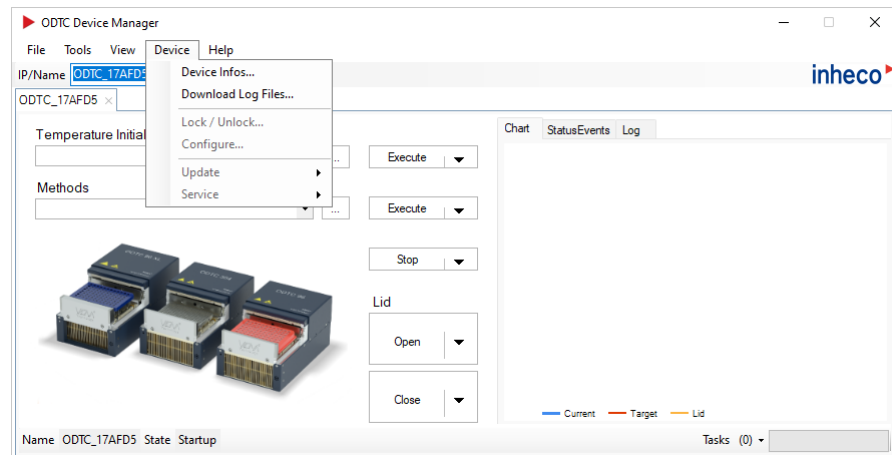 ODTC Device Manager
File Tools View Device Help
IP/Name ODTC_17AFD5
inheco
Device Infos...
Download Log Files...
Lock / Unlock...
Configure...
Update
Service
ODTC_17AFD5
Temperature Initial
... Execute
Methods
... Execute
Stop
Lid
Open
Close
Chart StatusEvents Log
Current Target Lid
Name ODTC_17AFD5 State Startup Tasks (0)